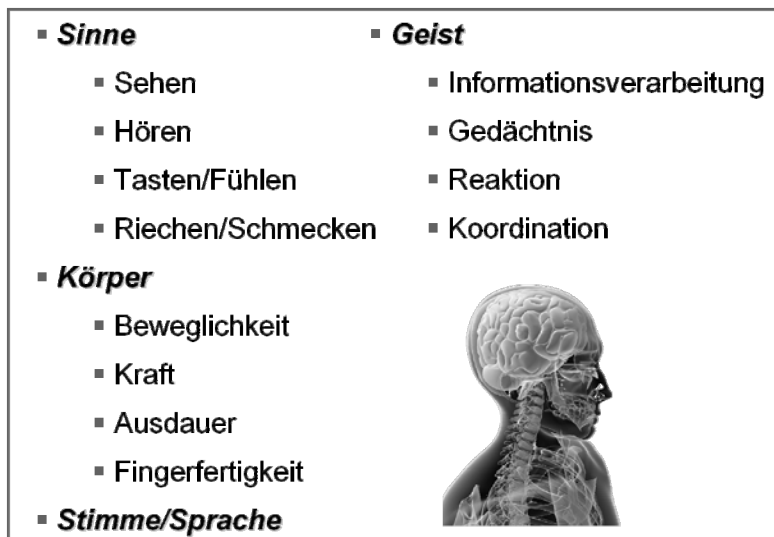 Sinne
Sehen
Hören
Tasten/Fühlen
Riechen/Schmecken
Körper
Beweglichkeit
Kraft
Ausdauer
Fingerfertigkeit
Stimme/Sprache
Geist
Informationsverarbeitung
Gedächtnis
Reaktion
Koordination